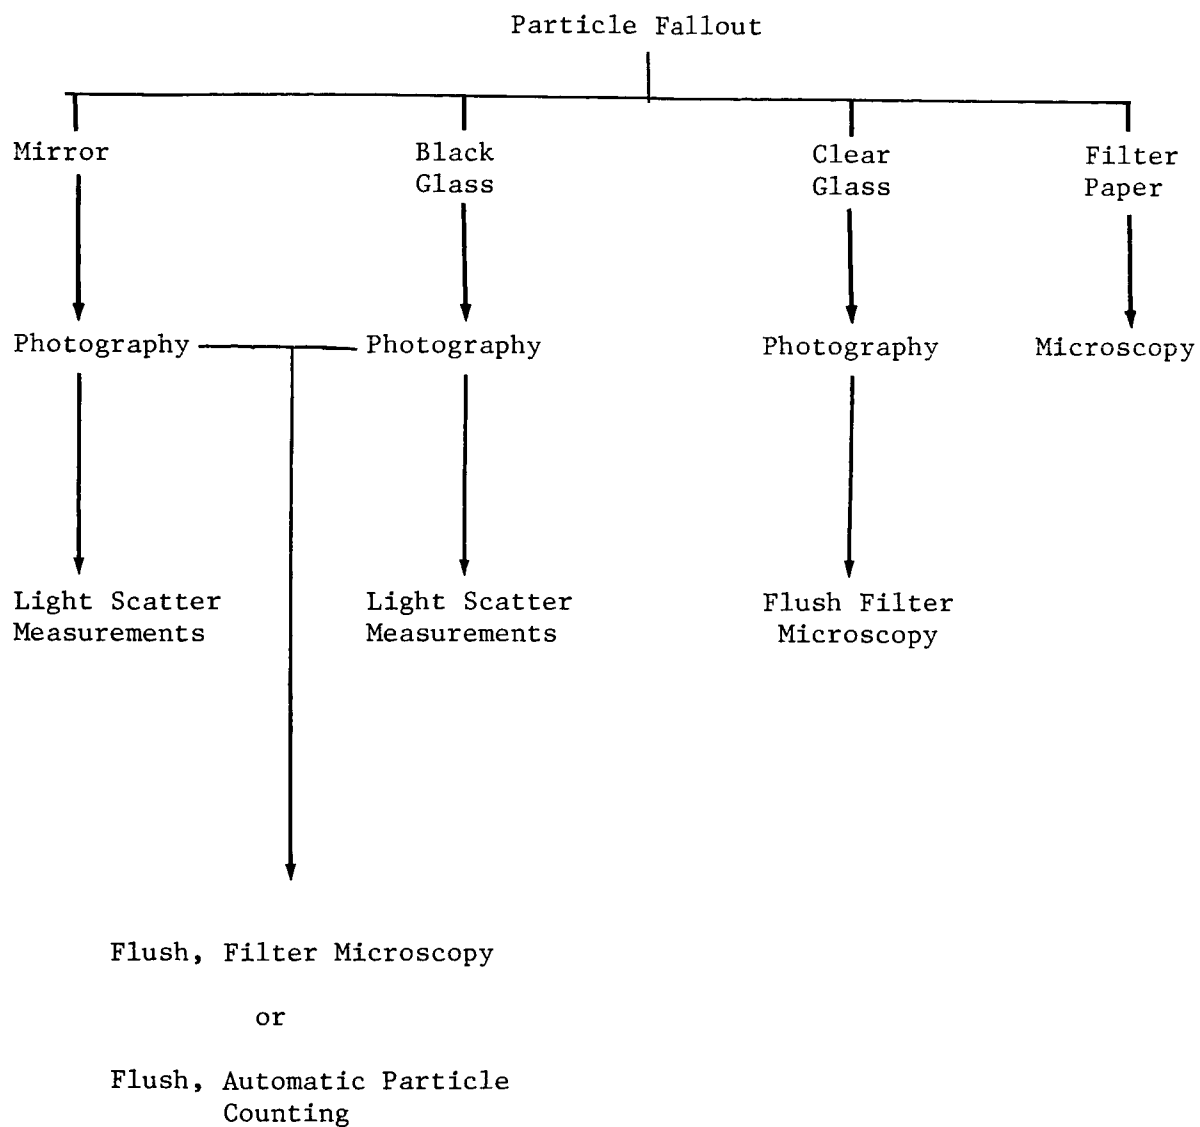 Particle Fallout
Mirror
Black
Glass
Clear
Glass
Filter
Paper
Photography
Photography
Photography
Microscopy
Light Scatter
Measurements
Light Scatter
Measurements
Flush Filter
Microscopy
Flush, Filter Microscopy
or
Flush, Automatic Particle
Counting